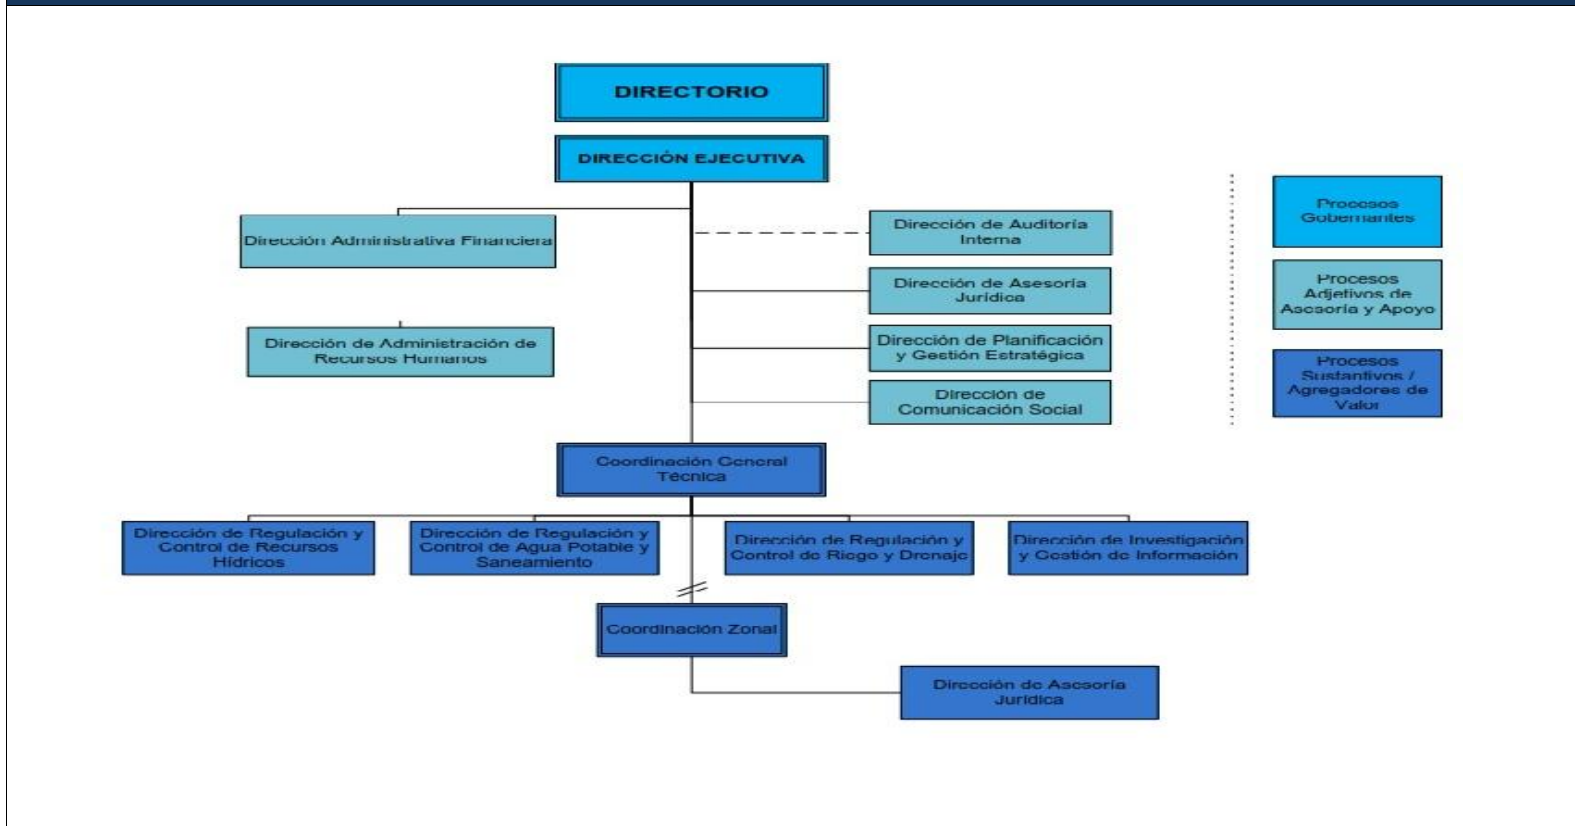 DIRECTORIO
DIRECCIÓN EJECUTIVA
Dirección Administrativa Financiera
Dirección de Auditoría
Interna
Procesos
Gobernantes
Dirección de Asesoría
Jurídica
Procesos
Adjetivos de
Asesoría y Apoyo
Dirección de Administración de
Recursos Humanos
Dirección de Planificación
y Gestión Estratégica
Dirección de
Comunicación Social
Procesos
Sustantivos /
Agregadores de
Valor
Coordinación General
Técnica
Dirección de Regulación y
Control de Recursos
Hídricos
Dirección de Regulación y
Control de Agua Potable y
Saneamiento
Dirección de Regulación y
Control de Riego y Drenaje
Dirección de Investigación
y Gestión de Información
Coordinación Zonal
Dirección de Asesoría
Jurídica